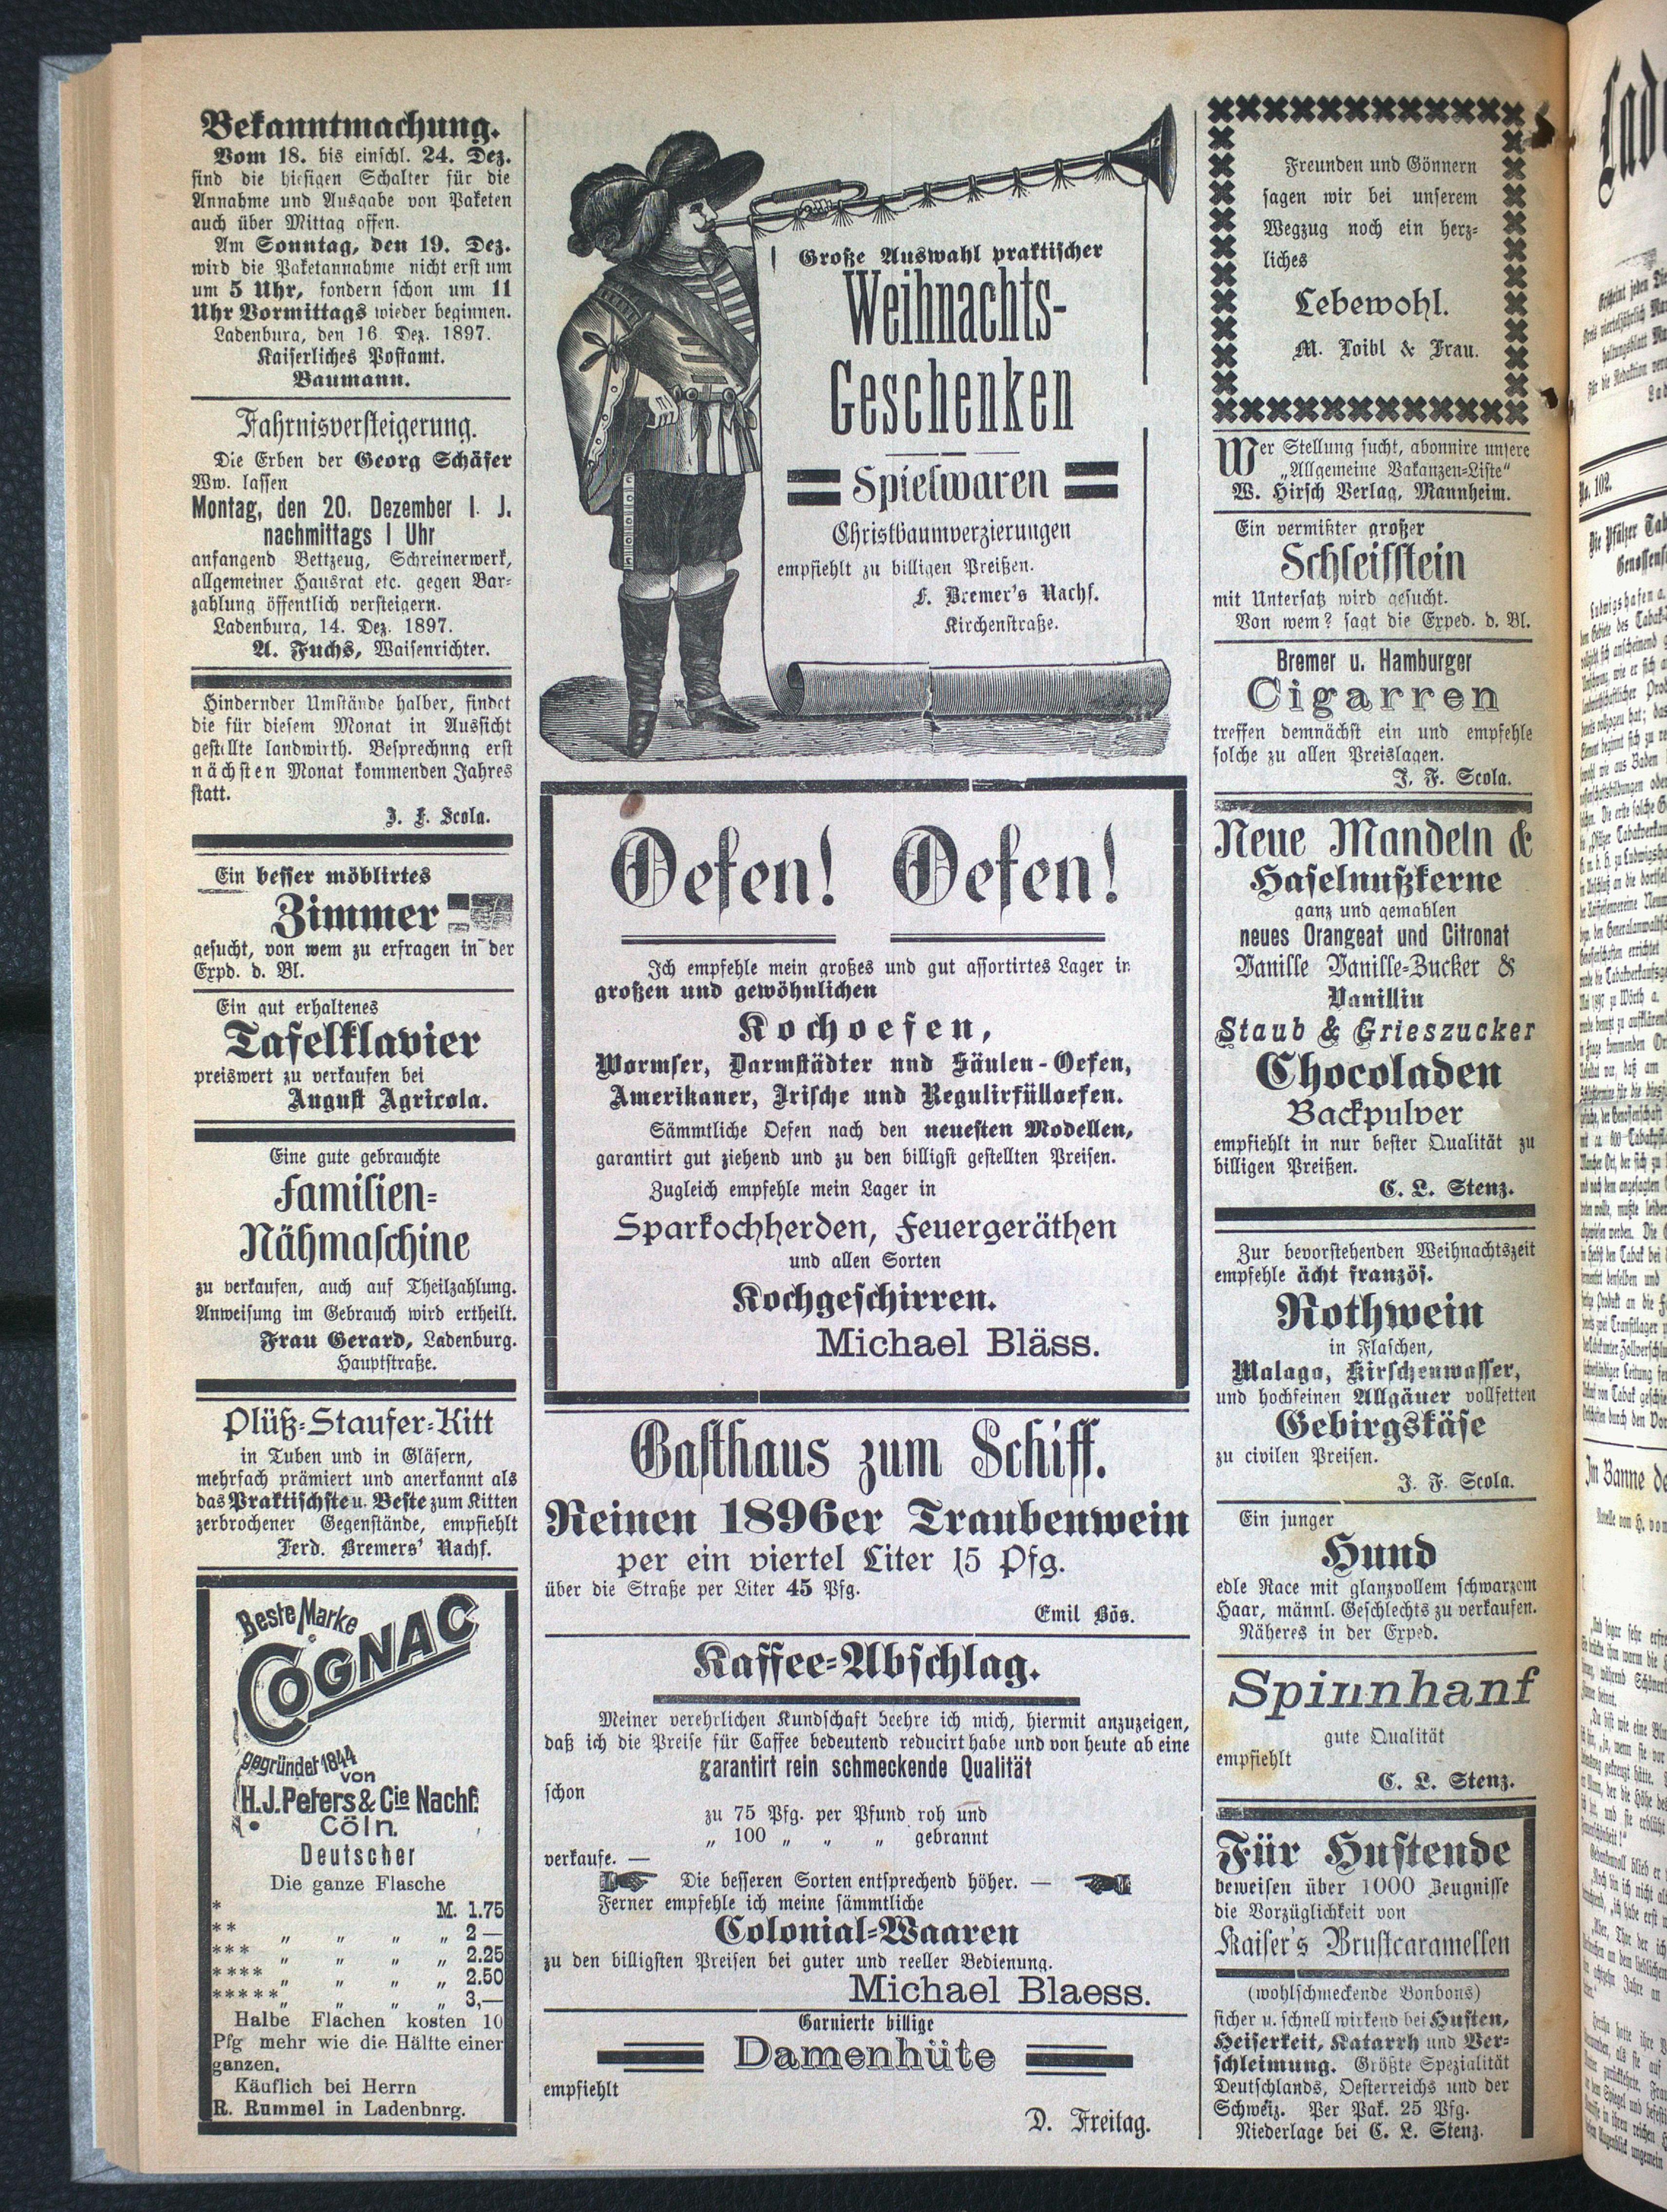 Bekanntmachung.
Vom 18. bis einschl. 24. Dez.
sind die hiesigen Schalter für die
Annahme und Ausgabe von Paketen
auch über Mittag offen.
Am Sonntag, den 19. Dez.
wird die Paketannahme nicht erst um
um 5 Uhr, sondern schon um 11
Uhr Vormittags wieder beginnen.
Ladenburg, den 16. Dez. 1897.
Kaiserliches Postamt.
Baumann.
Fahrnisversteigerung.
Die Erben der Georg Schäfer
Ww. lassen
Montag, den 20. Dezember l. J.
nachmittags 1 Uhr
anfangend Bettzeug, Schreinerwerk,
allgemeiner Hausrat etc. gegen Bar-
zahlung öffentlich versteigern.
Ladenburg, 14. Dez. 1897.
A. Fuchs, Waisenrichter.
Hindernder Umstände halber, findet
die für diesem Monat in Aussicht
gestellte landwirth. Besprechnng erst
nächsten Monat kommenden Jahres
statt.
J. F. Scola.
Ein besser möblirtes
Zimmer
gesucht, von wem zu erfragen in der
Expd. d. Bl.
Ein gut erhaltenes
Tafelklavier
preiswert zu verkaufen bei
August Agricola.
Eine gute gebrauchte
Familien-
Nähmaschine
zu verkaufen, auch auf Theilzahlung.
Anweisung im Gebrauch wird ertheilt.
Frau Gerard, Ladenburg.
Hauptstraße.
Plüß-Staufer-Kitt
in Tuben und in Gläsern,
mehrfach prämiert und anerkannt als
das Praktischste u. Beste zum Kitten
zerbrochener Gegenstände, empfiehlt
Ferd. Bremers' Nachf.
Beste Marke
COGNAC
gegründet 1844
von
H.J. Peters & Cie Nachf.
Cöln.
Deutscher
Die ganze Flasche
* M. 1.75
** „ „ „ „ 2 —
*** „ „ „ „ 2.25
**** „ „ „ „ 2.50
***** „ „ „ „ 3,—
Halbe Flachen kosten 10
Pfg mehr wie die Hälfte einer
ganzen.
Käuflich bei Herrn
R. Rummel in Ladenbnrg.
Große Auswahl praktischer
Weihnachts-
Geschenken
Spielwaren
Christbaumverzierungen
empfiehlt zu billigen Preißen.
F. Bremer's Nachf.
Kirchenstraße.
Oefen! Oefen!
Ich empfehle mein großes und gut assortirtes Lager in
großen und gewöhnlichen
Kochoefen,
Wormser, Darmstädter und Säulen-Oefen,
Amerikaner, Irische und Regulirfülloefen.
Sämmtliche Oefen nach den neuesten Modellen,
garantirt gut ziehend und zu den billigst gestellten Preisen.
Zugleich empfehle mein Lager in
Sparkochherden, Feuergeräthen
und allen Sorten
Kochgeschirren.
Michael Bläss.
Gasthaus zum Schiff.
Reinen 1896er Traubenwein
per ein viertel Liter 15 Pfg.
über die Straße per Liter 45 Pfg.
Emil Bös.
Kaffee-Abschlag.
Meiner verehrlichen Kundschaft beehre ich mich, hiermit anzuzeigen,
daß ich die Preise für Caffee bedeutend reducirt habe und von heute ab eine
garantirt rein schmeckende Qualität
schon
zu 75 Pfg. per Pfund roh und
„ 100 „ „ „ gebrannt
verkaufe. —
Die besseren Sorten entsprechend höher. —
Ferner empfehle ich meine sämmtliche
Colonial-Waaren
zu den billigsten Preisen bei guter und reeller Bedienung.
Michael Blaess.
Garnierte billige
Damenhüte
empfiehlt
D. Freitag.
Freunden und Gönnern
sagen wir bei unserem
Wegzug noch ein herz-
liches
Lebewohl.
M. Loibl & Frau.
Wer Stellung sucht, abonnire unsere
„Allgemeine Vakanzen-Liste“
W. Hirsch Verlag, Mannheim.
Ein vermißter großer
Schleifstein
mit Untersatz wird gesucht.
Von wem? sagt die Exped. d. Bl.
Bremer u. Hamburger
Cigarren
treffen demnächst ein und empfehle
solche zu allen Preislagen.
J. F. Scola.
Neue Mandeln &
Haselnußkerne
ganz und gemahlen
neues Orangeat und Citronat
Vanille Vanille-Zucker &
Vanillin
Staub & Grieszucker
Chocoladen
Backpulver
empfiehlt in nur bester Qualität zu
billigen Preißen.
C. L. Stenz.
Zur bevorstehenden Weihnachtszeit
empfehle ächt französ.
Rothwein
in Flaschen,
Malaga, Kirschenwasser,
und hochfeinen Allgäuer vollfetten
Gebirgskäse
zu civilen Preisen.
J. F. Scola.
Ein junger
Hund
edle Race mit glanzvollem schwarzem
Haar, männl. Geschlechts zu verkaufen.
Näheres in der Exped.
Spinnhanf
gute Qualität
empfiehlt
C. L. Stenz.
Für Hustende
beweisen über 1000 Zeugnisse
die Vorzüglichkeit von
Kaiser's Brustcaramellen
(wohlschmeckende Bonbons)
sicher u. schnell wirkend bei Husten,
Heiserkeit, Katarrh und Ver-
schleimung. Größte Spezialität
Deutschlands, Oesterreichs und der
Schweiz. Per Pak. 25 Pfg.
Niederlage bei C. L. Stenz.
No. 102.